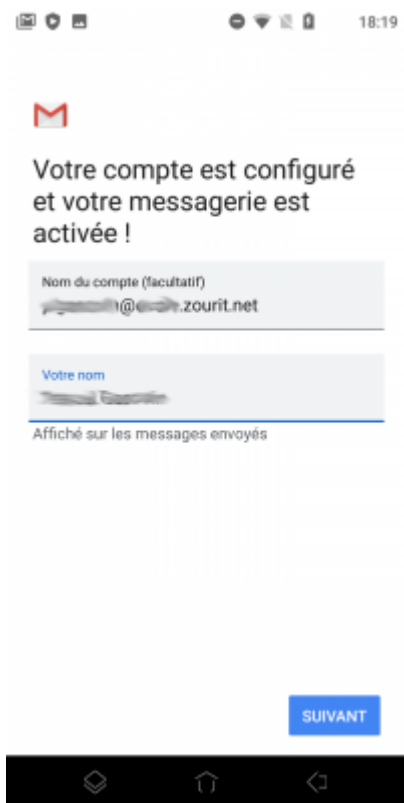 18:19
Votre compte est configuré
et votre messagerie est
activée !
Nom du compte (facultatif)
.zourit.net
Votre nom
Affiché sur les messages envoyés
SUIVANT